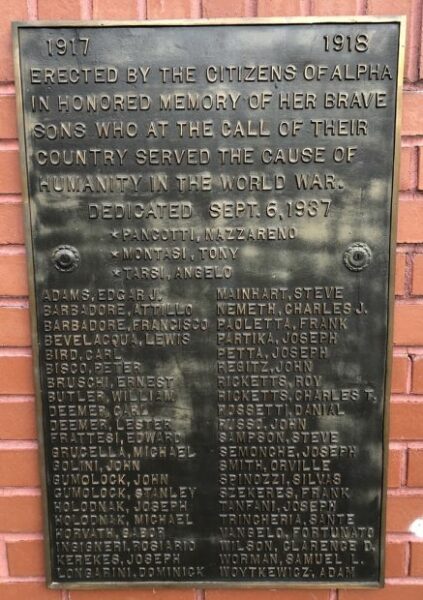 1917 1918
ERECTED BY THE CITIZENS OF ALPHA
IN HONORED MEMORY OF HER BRAVE
SONS WHO AT THE CALL OF THEIR
COUNTRY SERVED THE CAUSE OF
HUMANITY IN THE WORLD WAR.
DEDICATED SEPT. 6, 1937
*PANCOTTI, NAZZARENO
*MONTASI, TONY
*TARSI, ANGELO
ADAMS, EDGAR J.
BARBADORE, ATTILLO
BARBADORE, FRANCISCO
BEVELACQUA, LEWIS
BIRD, CARL
BISCO, PETER
BRUSCHI, ERNEST
BUTLER, WILLIAM
DEEMER, CARL
DEEMER, LESTER
FRATTESI, EDWARD
GRUCELLA, MICHAEL
GOLINI, JOHN
GUMOLOCK, JOHN
GUMOLOCK, STANLEY
HOLODNAK, JOSEPH
HOLODNAK, MICHAEL
HORVATH, GABOR
INSIGNERI, ROSIARIO
KEREKES, JOSEPH
LONGARINI, DOMINICK
MAINHART, STEVE
NEMETH, CHARLES J.
PAOLETTA, FRANK
PARTIKA, JOSEPH
PETTA, JOSEPH
REGITZ, JOHN
RICKETTS, ROY
RICKETTS, CHARLES T.
ROSSETTI, DANIAL
RUSSO, JOHN
SAMPSON, STEVE
SEMONCHE, JOSEPH
SMITH, ORVILLE
SPINOZZI, SILVAS
SZEKERES, FRANK
TANFANI, JOSEPH
TRINCHERIA, SANTE
VANGELO, FORTUNATO
WILSON, CLARENCE D.
WORMAN, SAMUEL L.
WOYTKEWICZ, ADAM